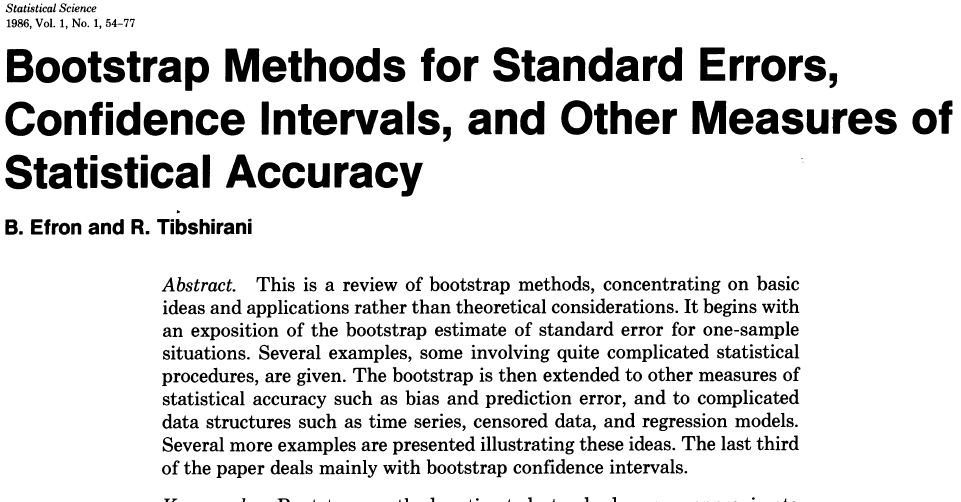 Statistical Science
1986, Vol. 1, No. 1, 54–77
Bootstrap Methods for Standard Errors,
Confidence Intervals, and Other Measures of
Statistical Accuracy
B. Efron and R. Tibshirani
Abstract. This is a review of bootstrap methods, concentrating on basic
ideas and applications rather than theoretical considerations. It begins with
an exposition of the bootstrap estimate of standard error for one-sample
situations. Several examples, some involving quite complicated statistical
procedures, are given. The bootstrap is then extended to other measures of
statistical accuracy such as bias and prediction error, and to complicated
data structures such as time series, censored data, and regression models.
Several more examples are presented illustrating these ideas. The last third
of the paper deals mainly with bootstrap confidence intervals.